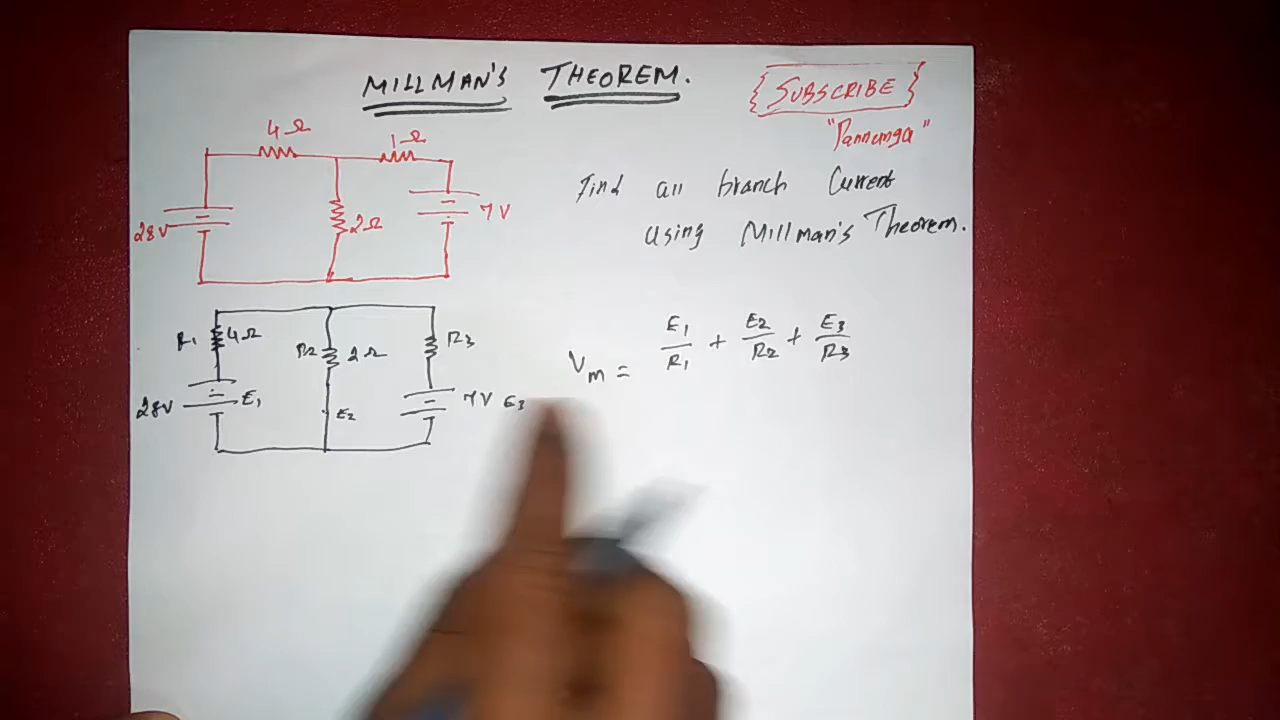 MILLMAN'S THEOREM.
{SUBSCRIBE}
"Pannunga"
4Ω
1Ω
28V
2Ω
7V
Find all branch Current
using Millman's Theorem.
R1 4Ω
R2 2Ω
R3
28V E1
E2
7V E3
Vm = E1/R1 + E2/R2 + E3/R3